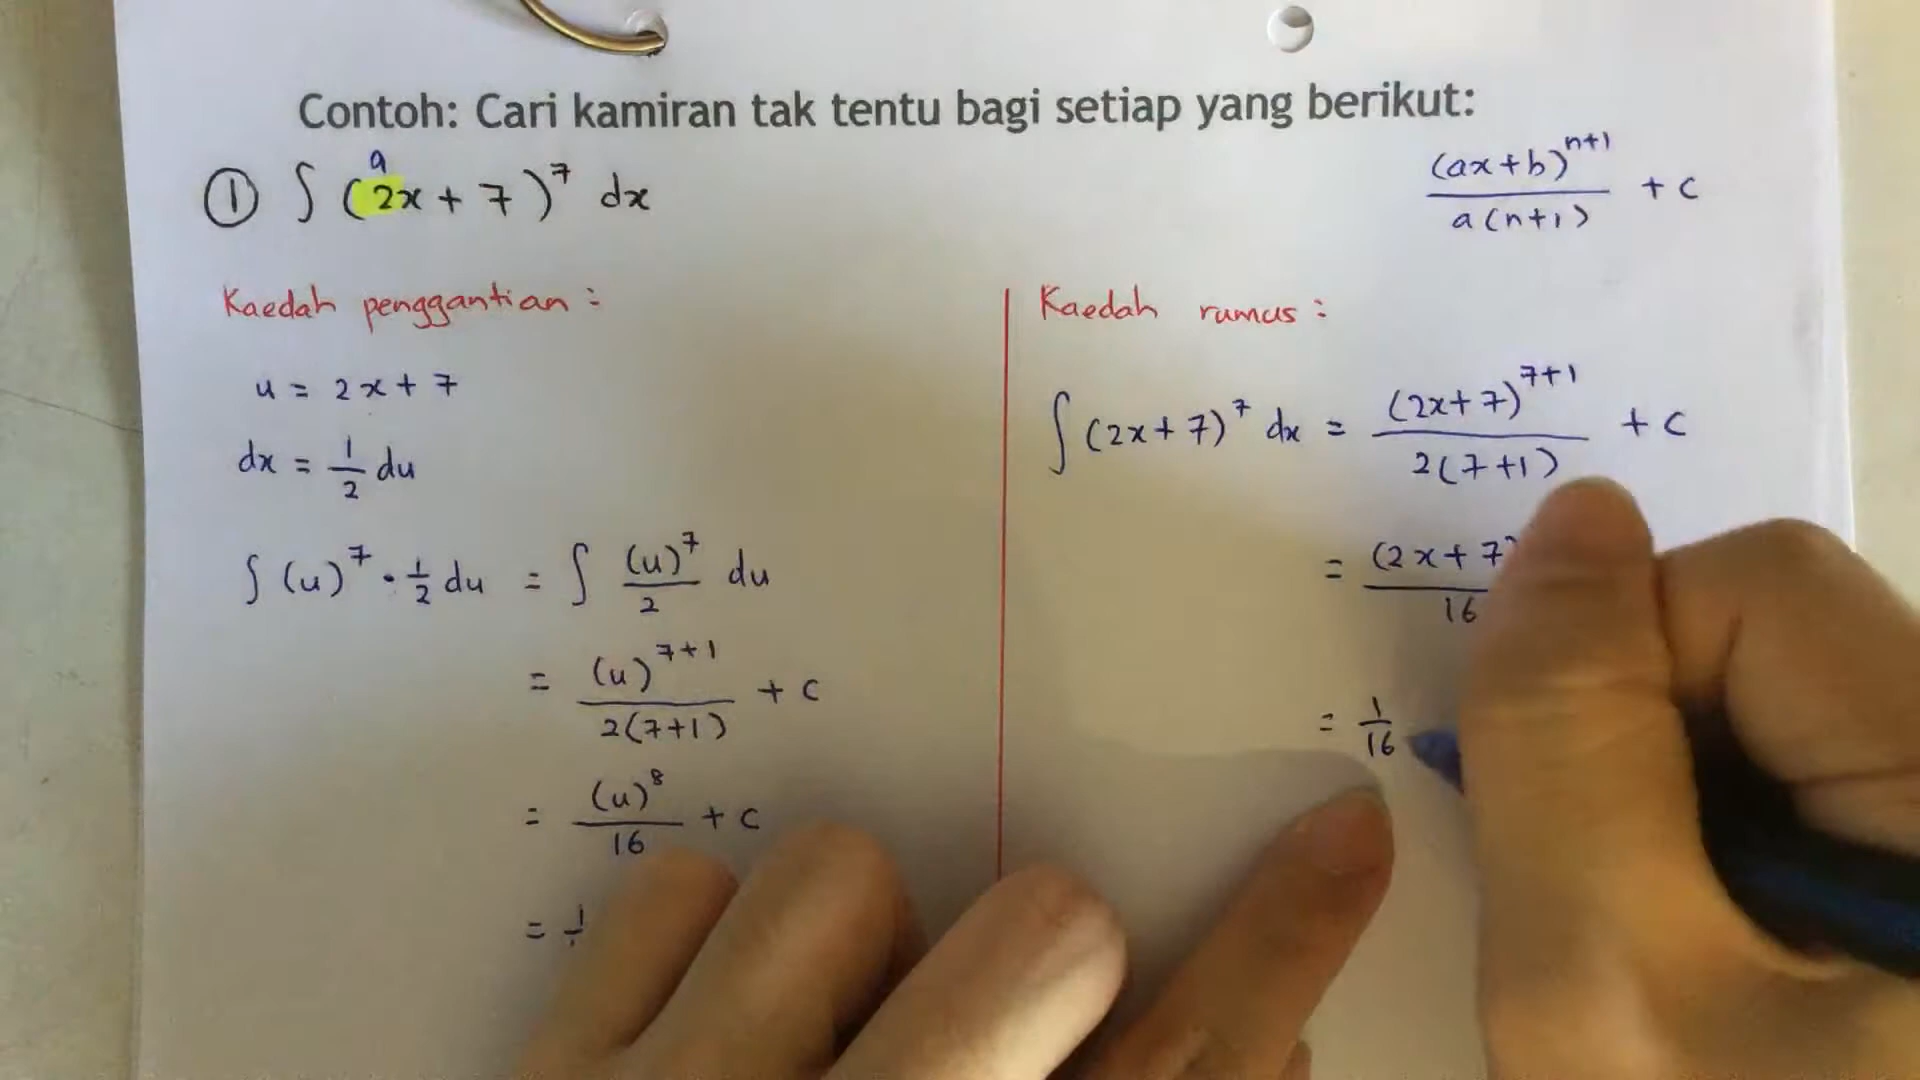 Contoh: Cari kamiran tak tentu bagi setiap yang berikut:
a
① ∫ (2x + 7)⁷ dx
(ax+b)ⁿ⁺¹ / a(n+1) + c
Kaedah penggantian :
u = 2x + 7
dx = 1/2 du
∫ (u)⁷ · 1/2 du = ∫ (u)⁷/2 du
= (u)⁷⁺¹ / 2(7+1) + c
= (u)⁸ / 16 + c
Kaedah rumus :
∫ (2x+7)⁷ dx = (2x+7)⁷⁺¹ / 2(7+1) + c
= (2x+7) / 16
= 1/16